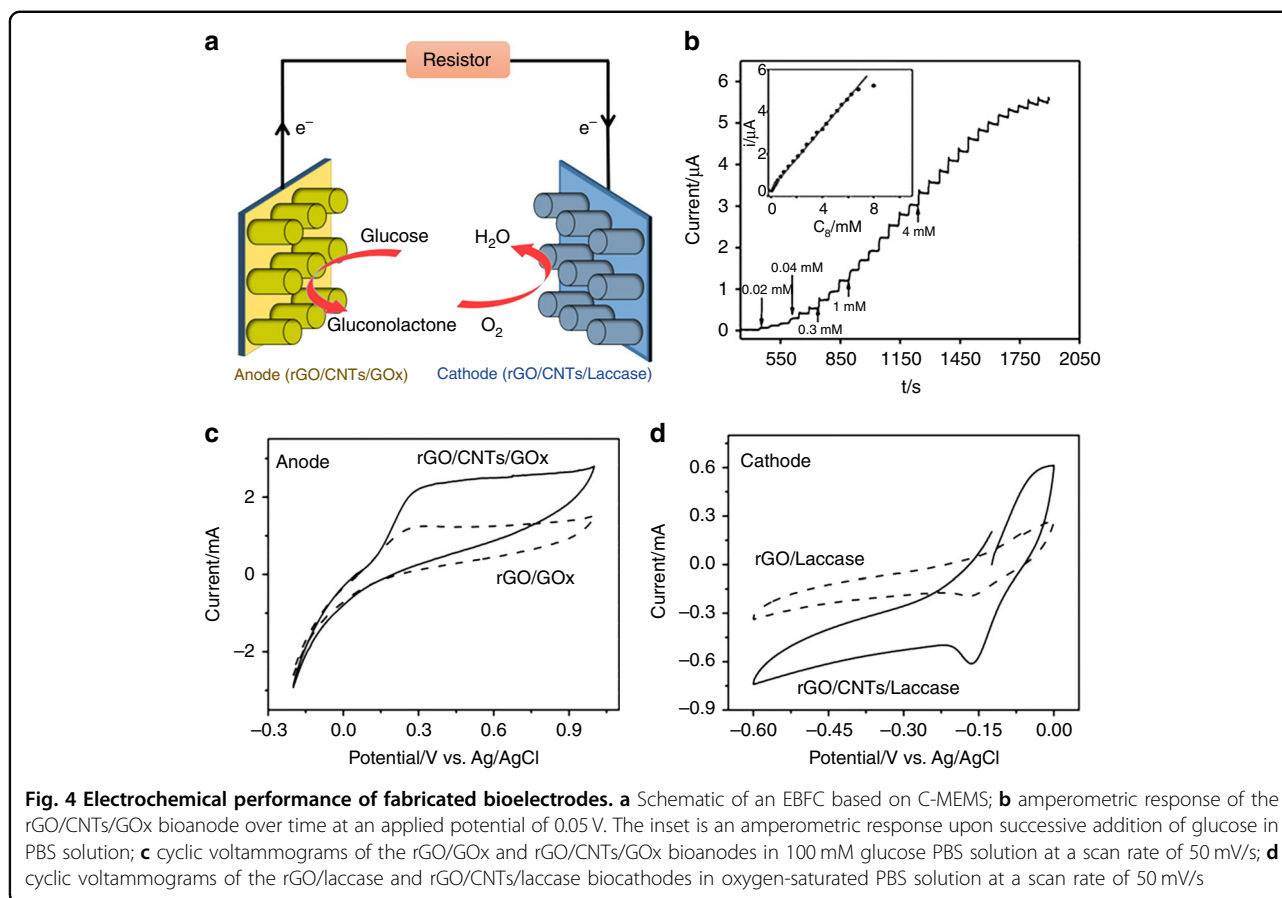 a
Resistor
e–
e–
Glucose
H2O
Gluconolactone
O2
Anode (rGO/CNTs/GOx)
Cathode (rGO/CNTs/Laccase)
b
6
4
2
0
i/μA
0
4
8
C8/mM
6
5
4
3
2
1
0
Current/μA
0.02 mM
0.04 mM
0.3 mM
1 mM
4 mM
550
850
1150
1450
1750
2050
t/s
c
Anode
rGO/CNTs/GOx
rGO/GOx
2
0
–2
Current/mA
–0.3
0.0
0.3
0.6
0.9
Potential/V vs. Ag/AgCl
d
Cathode
rGO/Laccase
rGO/CNTs/Laccase
0.6
0.3
0.0
–0.3
–0.6
–0.9
Current/mA
–0.60
–0.45
–0.30
–0.15
0.00
Potential/V vs. Ag/AgCl
Fig. 4 Electrochemical performance of fabricated bioelectrodes. a Schematic of an EBFC based on C-MEMS; b amperometric response of the
rGO/CNTs/GOx bioanode over time at an applied potential of 0.05 V. The inset is an amperometric response upon successive addition of glucose in
PBS solution; c cyclic voltammograms of the rGO/GOx and rGO/CNTs/GOx bioanodes in 100 mM glucose PBS solution at a scan rate of 50 mV/s; d
cyclic voltammograms of the rGO/laccase and rGO/CNTs/laccase biocathodes in oxygen-saturated PBS solution at a scan rate of 50 mV/s